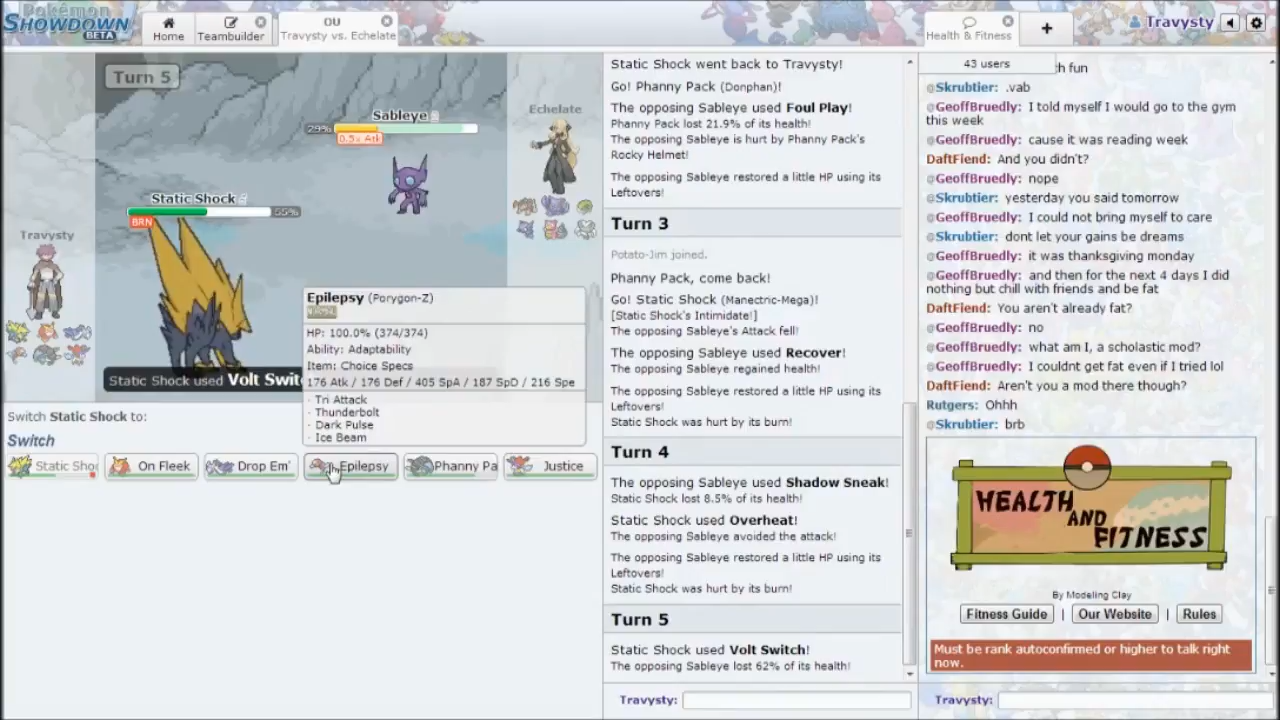 Pokémon
SHOWDOWN
BETA
Home
Teambuilder
OU
Travysty vs. Echelate
Health & Fitness
+
Travysty
Turn 5
Sableye
29%
0.5x Atk
Echelate
Static Shock
55%
BRN
Travysty
Static Shock used Volt Swit
Epilepsy (Porygon-Z)
NORMAL
HP: 100.0% (374/374)
Ability: Adaptability
Item: Choice Specs
176 Atk / 176 Def / 405 SpA / 187 SpD / 216 Spe
· Tri Attack
· Thunderbolt
· Dark Pulse
· Ice Beam
Switch Static Shock to:
Switch
Static Sho
On Fleek
Drop Em'
Epilepsy
Phanny Pa
Justice
Static Shock went back to Travysty!
Go! Phanny Pack (Donphan)!
The opposing Sableye used Foul Play!
Phanny Pack lost 21.9% of its health!
The opposing Sableye is hurt by Phanny Pack's
Rocky Helmet!
The opposing Sableye restored a little HP using its
Leftovers!
Turn 3
Potato-Jim joined.
Phanny Pack, come back!
Go! Static Shock (Manectric-Mega)!
[Static Shock's Intimidate!]
The opposing Sableye's Attack fell!
The opposing Sableye used Recover!
The opposing Sableye regained health!
The opposing Sableye restored a little HP using its
Leftovers!
Static Shock was hurt by its burn!
Turn 4
The opposing Sableye used Shadow Sneak!
Static Shock lost 8.5% of its health!
Static Shock used Overheat!
The opposing Sableye avoided the attack!
The opposing Sableye restored a little HP using its
Leftovers!
Static Shock was hurt by its burn!
Turn 5
Static Shock used Volt Switch!
The opposing Sableye lost 62% of its health!
Travysty:
43 users
h fun
@Skrubtier: .vab
@GeoffBruedly: I told myself I would go to the gym
this week
@GeoffBruedly: cause it was reading week
DaftFiend: And you didn't?
@GeoffBruedly: nope
@Skrubtier: yesterday you said tomorrow
@GeoffBruedly: I could not bring myself to care
@Skrubtier: dont let your gains be dreams
@GeoffBruedly: it was thanksgiving monday
@GeoffBruedly: and then for the next 4 days I did
nothing but chill with friends and be fat
DaftFiend: You aren't already fat?
@GeoffBruedly: no
@GeoffBruedly: what am I, a scholastic mod?
@GeoffBruedly: I couldnt get fat even if I tried lol
DaftFiend: Aren't you a mod there though?
Rutgers: Ohhh
@Skrubtier: brb
HEALTH
AND
FITNESS
By Modeling Clay
Fitness Guide | Our Website | Rules
Must be rank autoconfirmed or higher to talk right
now.
Travysty: